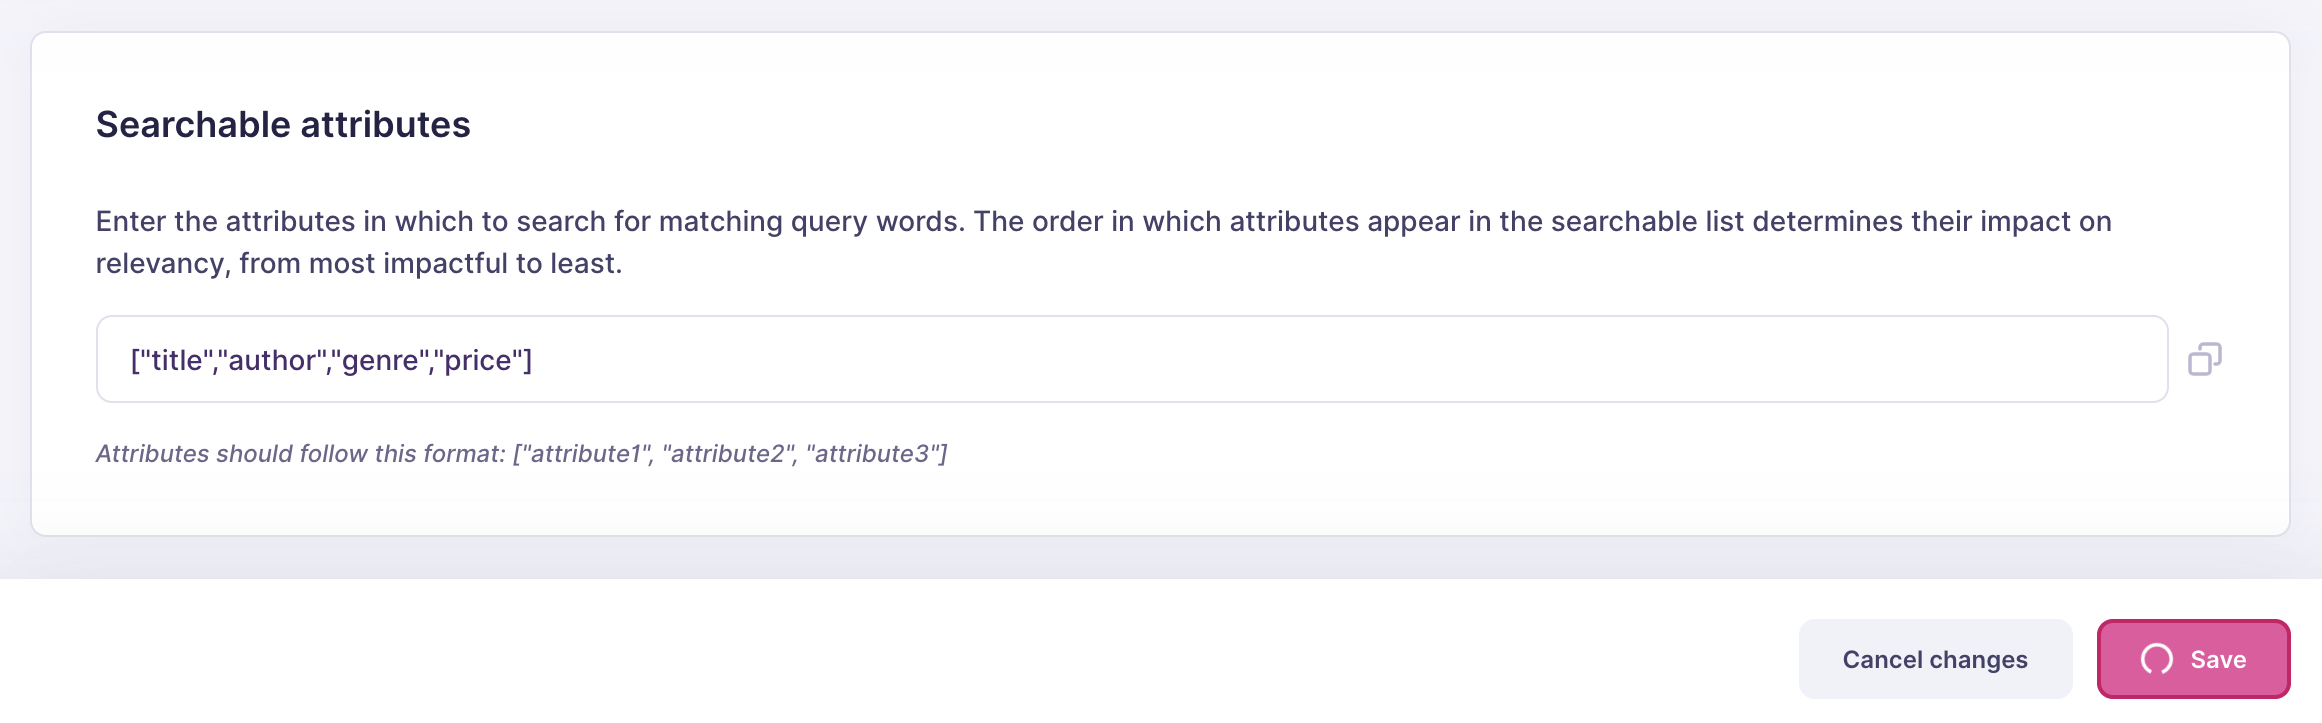 Searchable attributes
Enter the attributes in which to search for matching query words. The order in which attributes appear in the searchable list determines their impact on
relevancy, from most impactful to least.
["title","author","genre","price"]
Attributes should follow this format: ["attribute1", "attribute2", "attribute3"]
Cancel changes
Save